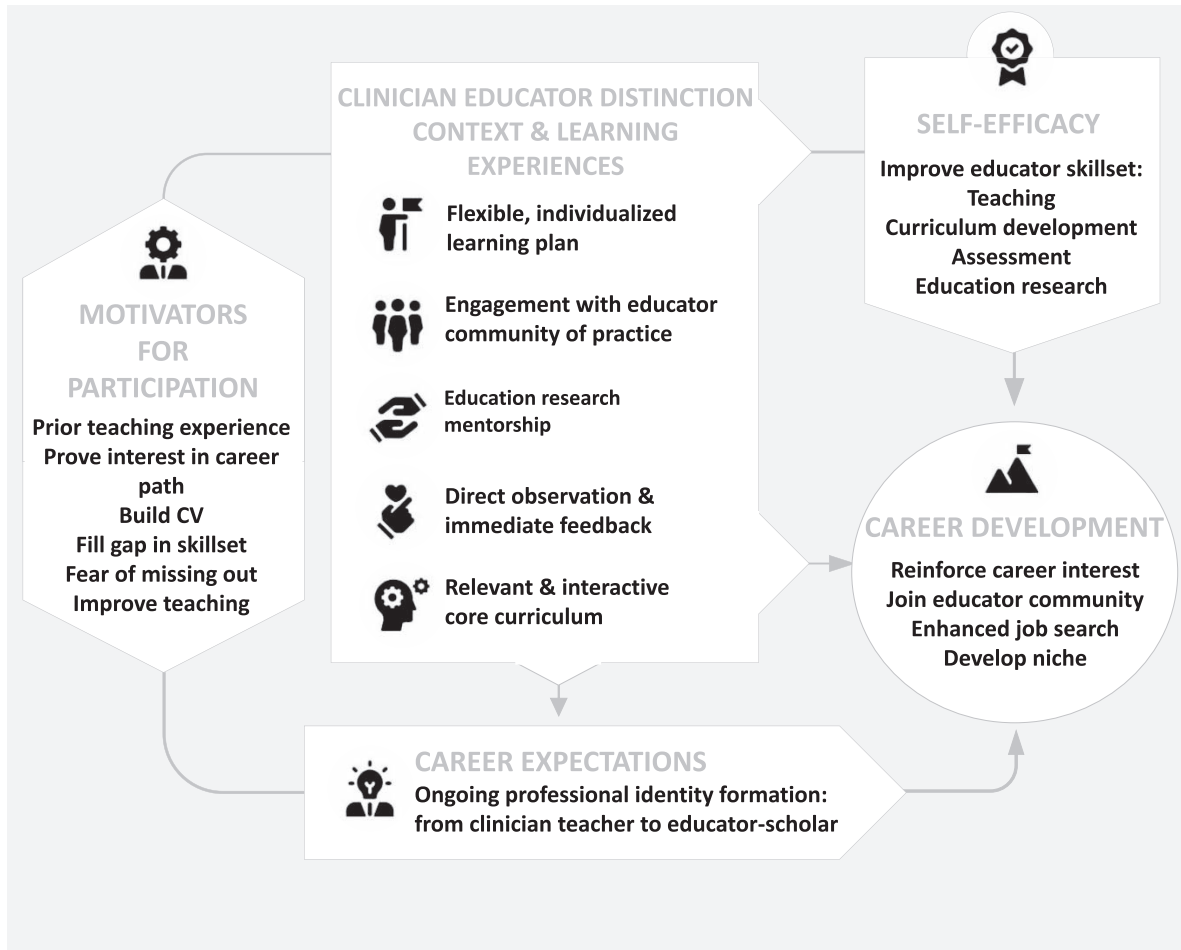 MOTIVATORS
FOR
PARTICIPATION
Prior teaching experience
Prove interest in career
path
Build CV
Fill gap in skillset
Fear of missing out
Improve teaching
CLINICIAN EDUCATOR DISTINCTION
CONTEXT & LEARNING
EXPERIENCES
Flexible, individualized
learning plan
Engagement with educator
community of practice
Education research
mentorship
Direct observation &
immediate feedback
Relevant & interactive
core curriculum
SELF-EFFICACY
Improve educator skillset:
Teaching
Curriculum development
Assessment
Education research
CAREER DEVELOPMENT
Reinforce career interest
Join educator community
Enhanced job search
Develop niche
CAREER EXPECTATIONS
Ongoing professional identity formation:
from clinician teacher to educator-scholar